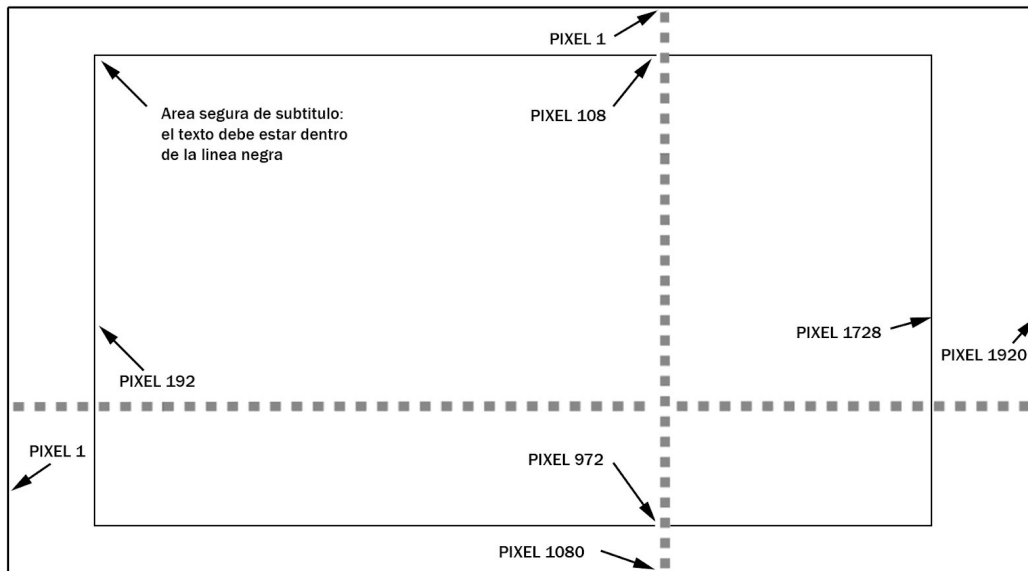 PIXEL 1
Area segura de subtitulo:
el texto debe estar dentro
de la linea negra
PIXEL 108
PIXEL 1728
PIXEL 1920
PIXEL 192
PIXEL 1
PIXEL 972
PIXEL 1080